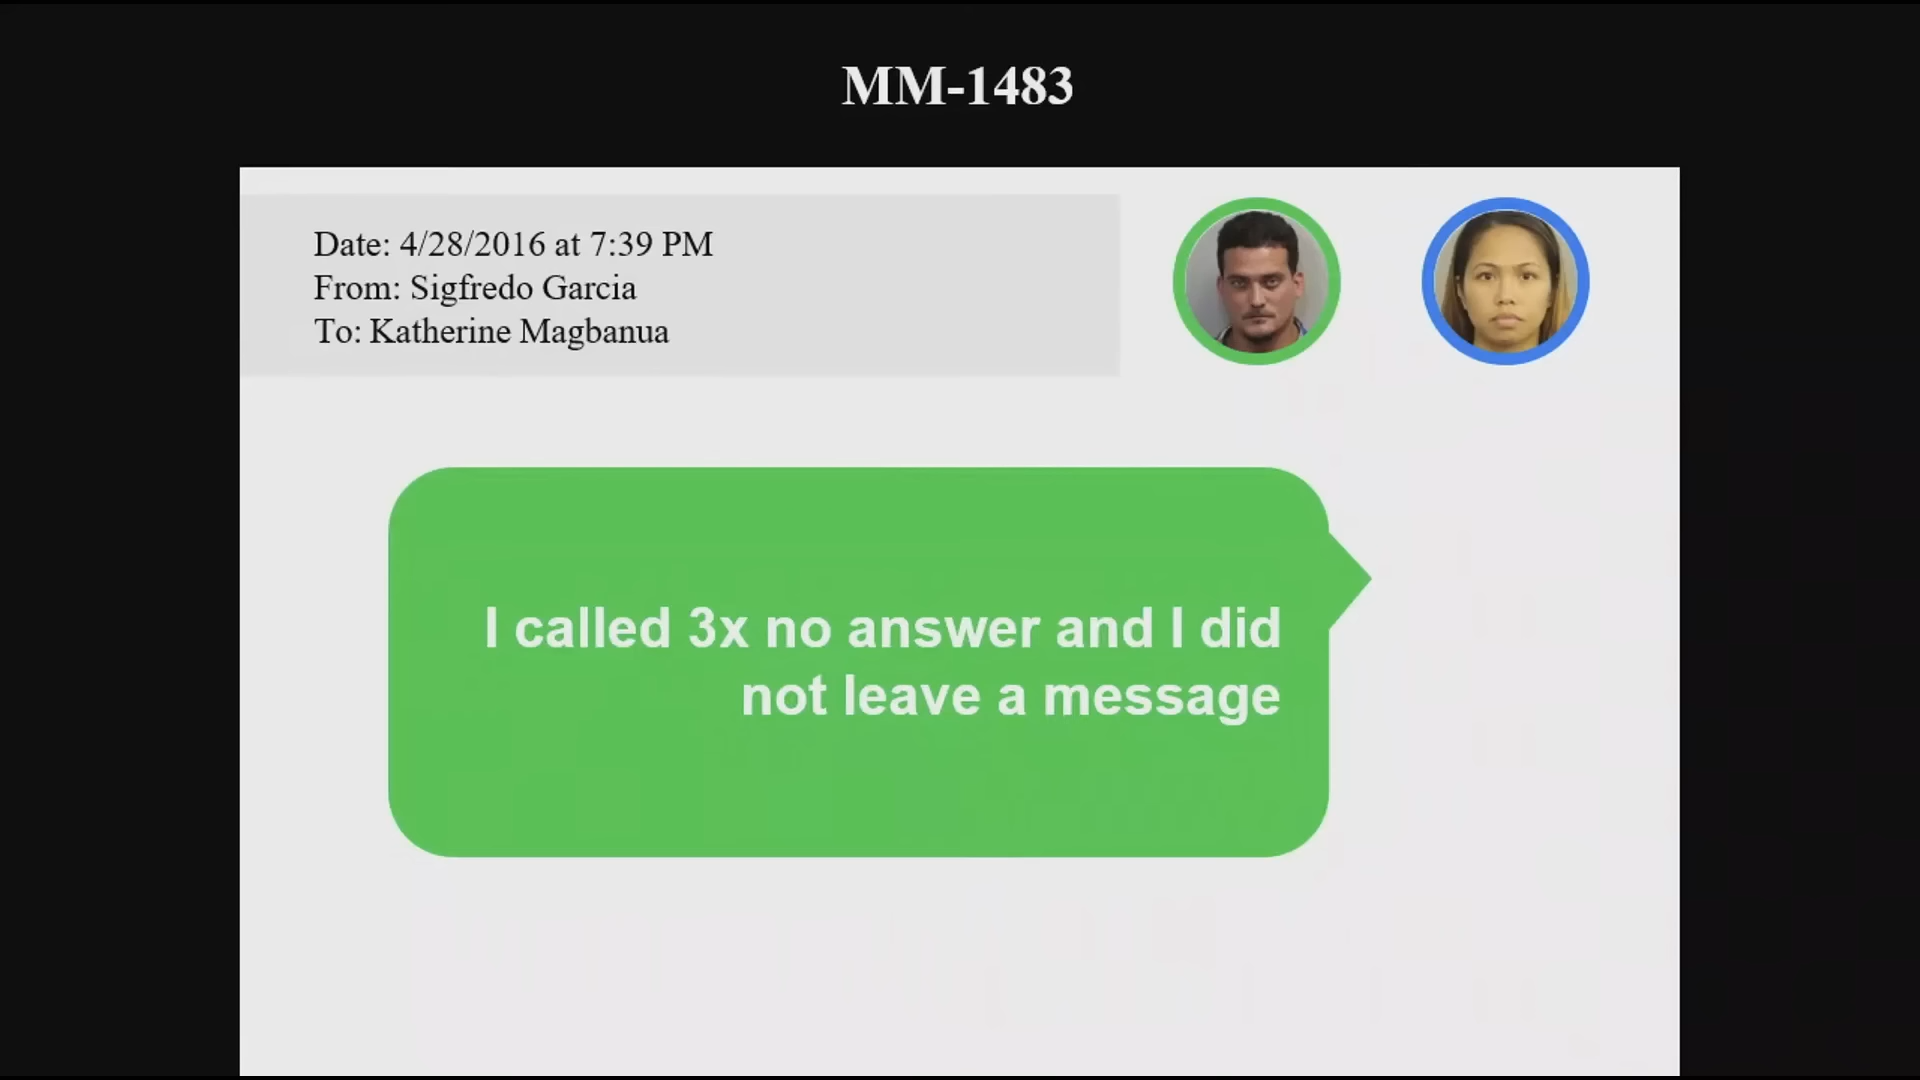 MM-1483
Date: 4/28/2016 at 7:39 PM
From: Sigfredo Garcia
To: Katherine Magbanua
I called 3x no answer and I did
not leave a message